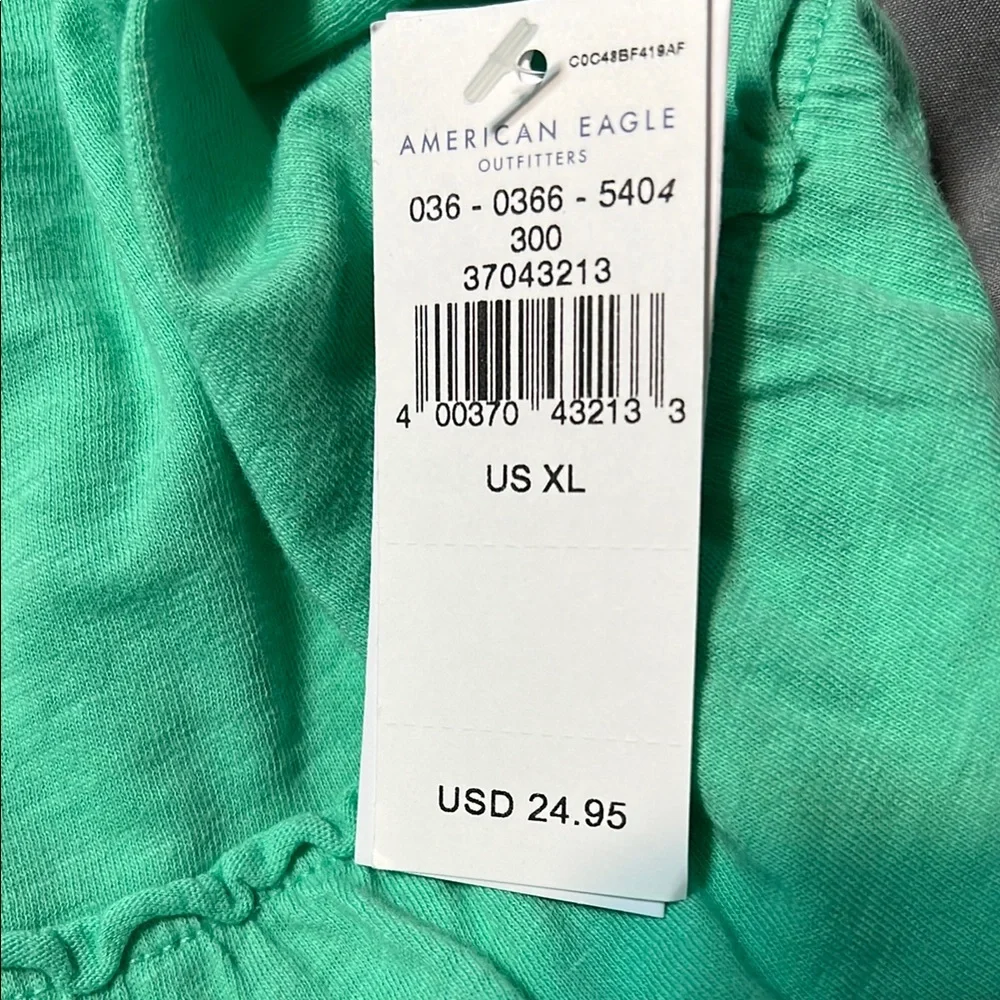 C0C48BF419AF
AMERICAN EAGLE
OUTFITTERS
036 - 0366 - 5404
300
37043213
4 00370 43213 3
US XL
USD 24.95